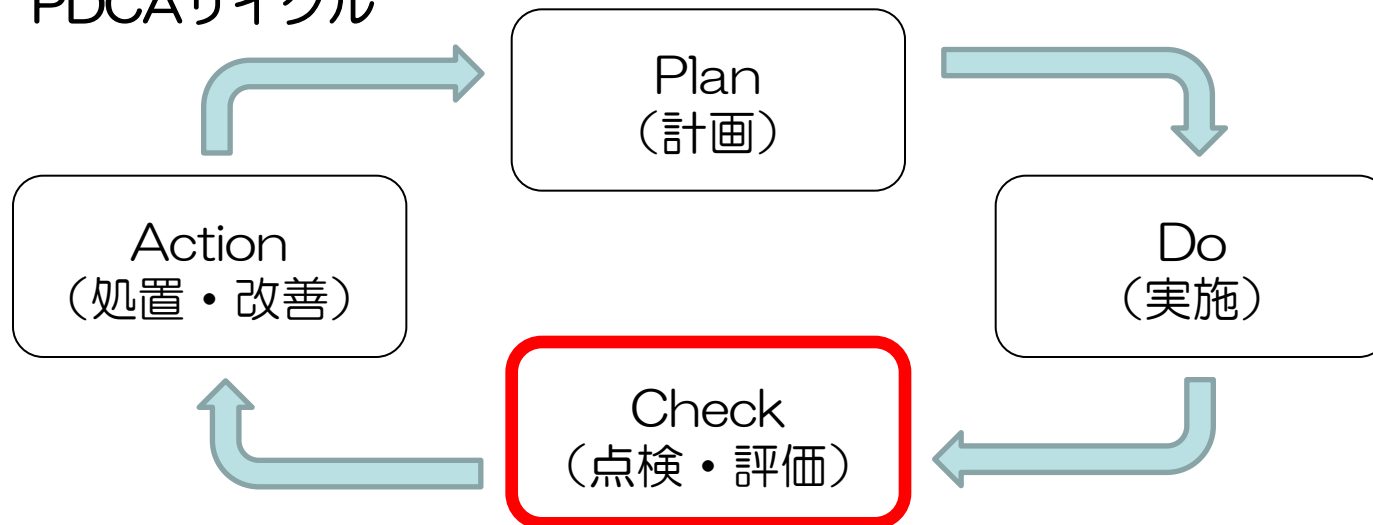 PDCAサイクル
Plan
（計画）
Action
（処置・改善）
Do
（実施）
Check
（点検・評価）